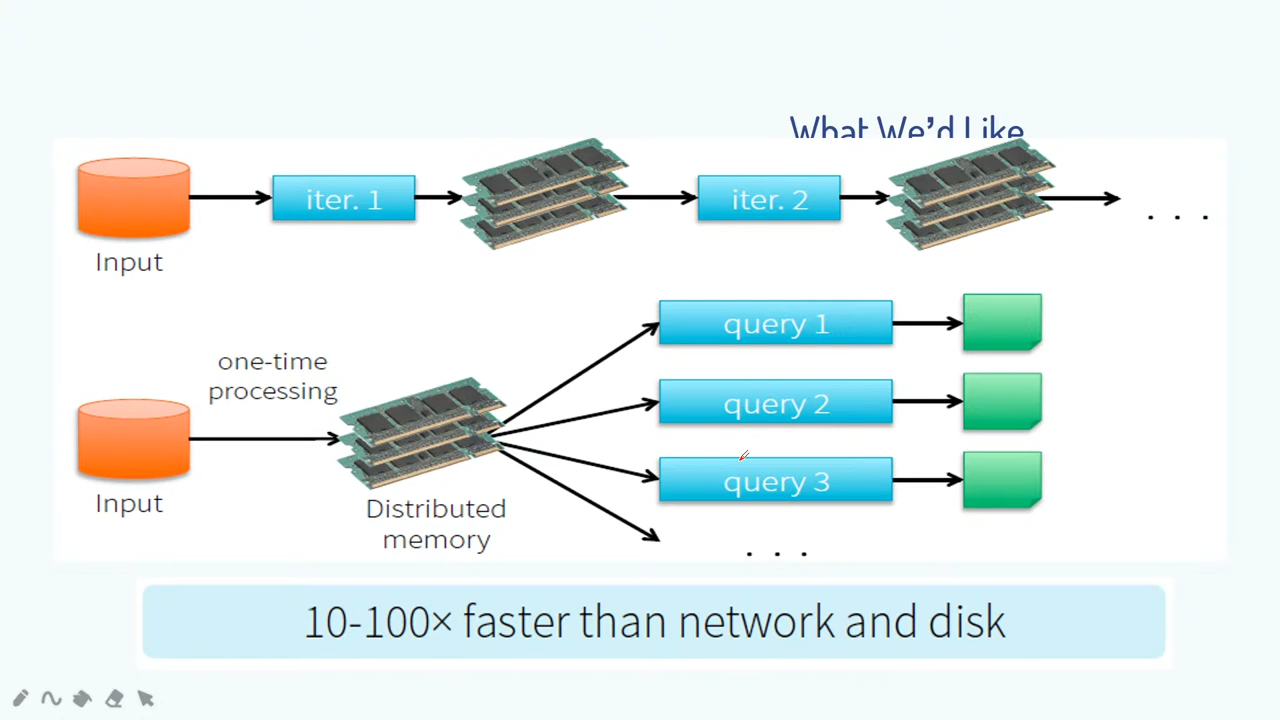 What We’d Like
iter. 1
iter. 2
. . .
Input
query 1
one-time
processing
query 2
query 3
Input
Distributed
memory
. . .
10-100× faster than network and disk